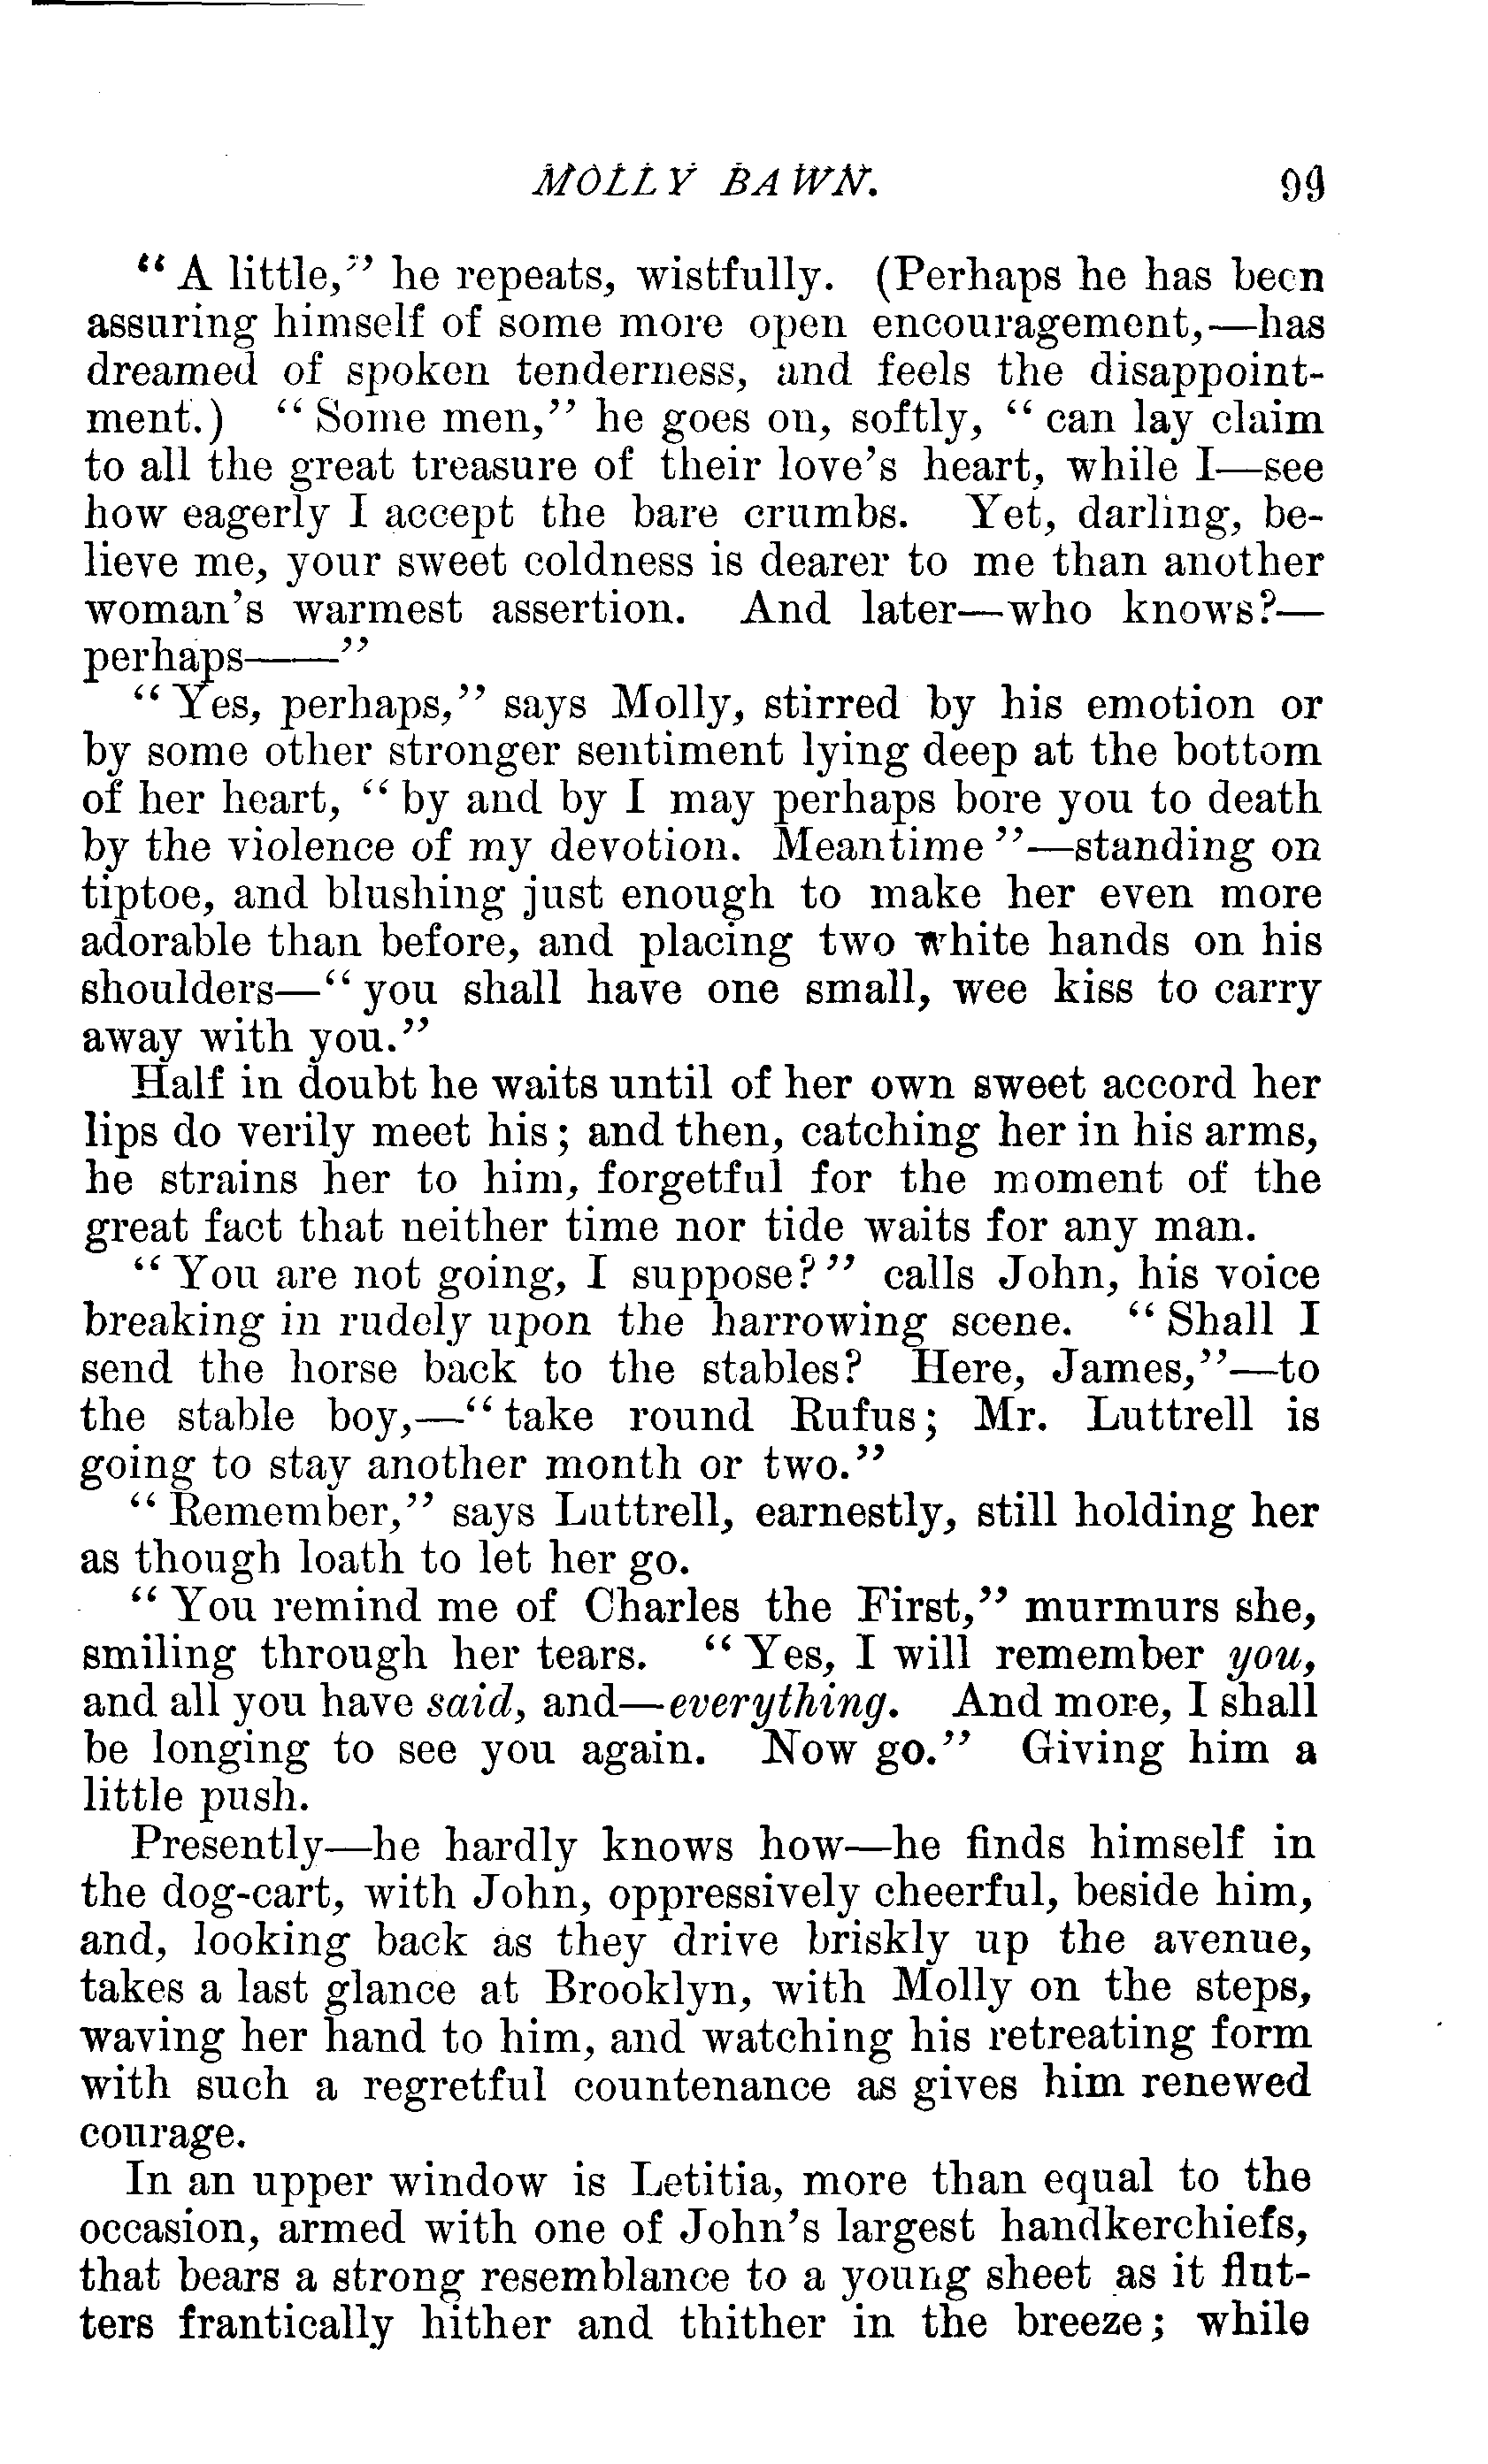 MOLLY BAWN. 99
“A little,” he repeats, wistfully. (Perhaps he has been
assuring himself of some more open encouragement,—has
dreamed of spoken tenderness, and feels the disappoint-
ment.) “Some men,” he goes on, softly, “can lay claim
to all the great treasure of their love’s heart, while I—see
how eagerly I accept the bare crumbs. Yet, darling, be-
lieve me, your sweet coldness is dearer to me than another
woman’s warmest assertion. And later—who knows?—
perhaps——”
“Yes, perhaps,” says Molly, stirred by his emotion or
by some other stronger sentiment lying deep at the bottom
of her heart, “by and by I may perhaps bore you to death
by the violence of my devotion. Meantime”—standing on
tiptoe, and blushing just enough to make her even more
adorable than before, and placing two white hands on his
shoulders—“you shall have one small, wee kiss to carry
away with you.”
Half in doubt he waits until of her own sweet accord her
lips do verily meet his; and then, catching her in his arms,
he strains her to him, forgetful for the moment of the
great fact that neither time nor tide waits for any man.
“You are not going, I suppose?” calls John, his voice
breaking in rudely upon the harrowing scene. “Shall I
send the horse back to the stables? Here, James,”—to
the stable boy,—“take round Rufus; Mr. Luttrell is
going to stay another month or two.”
“Remember,” says Luttrell, earnestly, still holding her
as though loath to let her go.
“You remind me of Charles the First,” murmurs she,
smiling through her tears. “Yes, I will remember you,
and all you have said, and—everything. And more, I shall
be longing to see you again. Now go.” Giving him a
little push.
Presently—he hardly knows how—he finds himself in
the dog-cart, with John, oppressively cheerful, beside him,
and, looking back as they drive briskly up the avenue,
takes a last glance at Brooklyn, with Molly on the steps,
waving her hand to him, and watching his retreating form
with such a regretful countenance as gives him renewed
courage.
In an upper window is Letitia, more than equal to the
occasion, armed with one of John’s largest handkerchiefs,
that bears a strong resemblance to a young sheet as it flut-
ters frantically hither and thither in the breeze; while